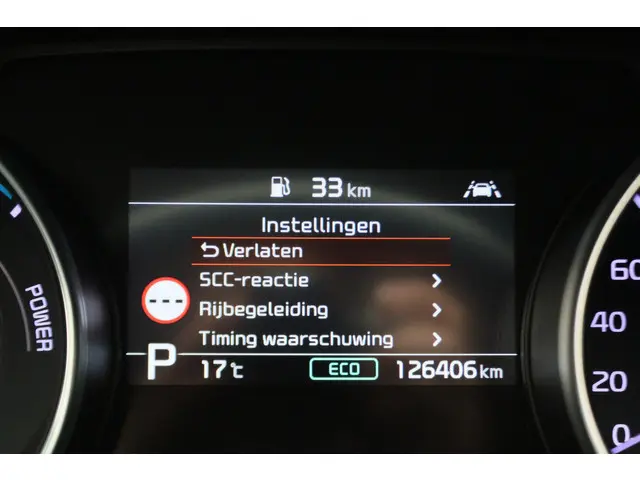 33 km
Instellingen
Verlaten
SCC-reactie
Rijbegeleiding
Timing waarschuwing
---
P 17°C ECO 126406 km
POWER
60
40
20
0